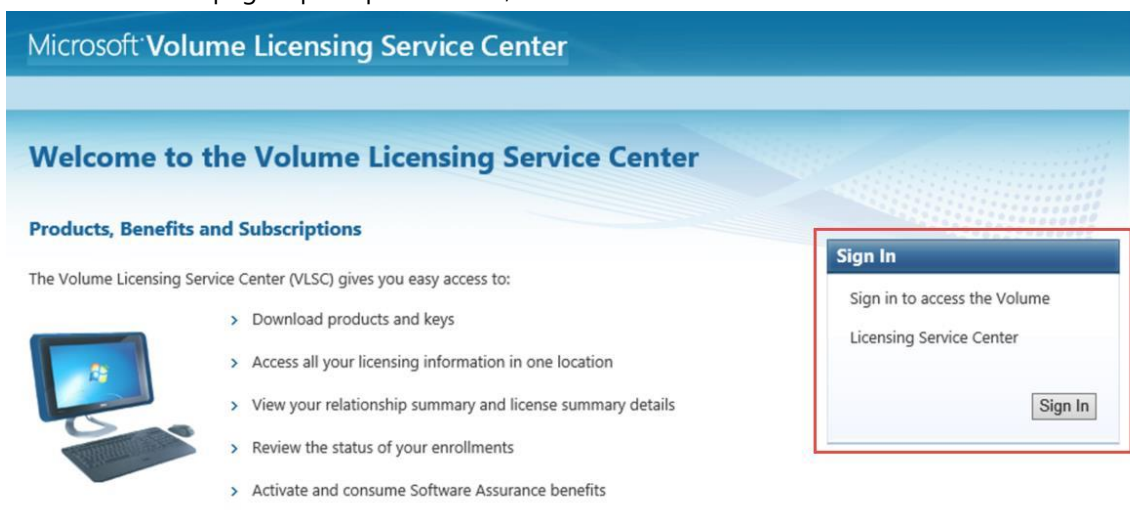 Microsoft Volume Licensing Service Center
Welcome to the Volume Licensing Service Center
Products, Benefits and Subscriptions
The Volume Licensing Service Center (VLSC) gives you easy access to:
> Download products and keys
> Access all your licensing information in one location
> View your relationship summary and license summary details
> Review the status of your enrollments
> Activate and consume Software Assurance benefits
Sign In
Sign in to access the Volume
Licensing Service Center
Sign In